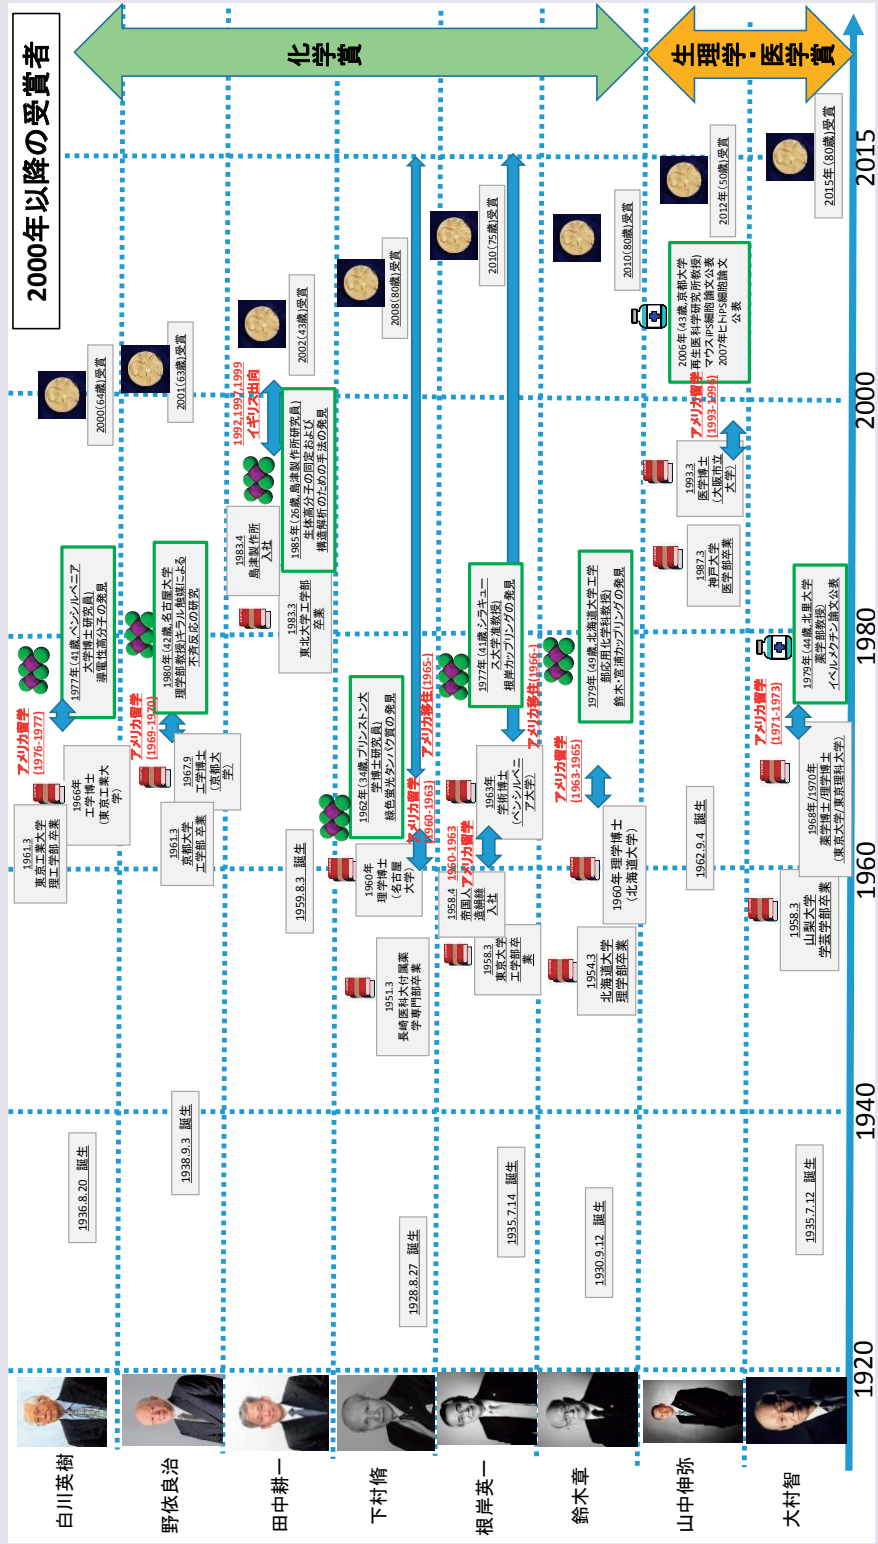 2000年以降の受賞者
化学賞
生理学・医学賞
白川英樹
1936.8.20 誕生
1961.3
東京工業大学
理工学部 卒業
1966年
工学博士
(東京工業大
学)
アメリカ留学
(1976-1977)
1977年(41歳,ペンシルベニア
大学博士研究員)
導電性高分子の発見
2000(64歳)受賞
野依良治
1938.9.3 誕生
1961.3
京都大学
工学部 卒業
1967.9
工学博士
(京都大
学)
アメリカ留学
(1969-1970)
1980年(42歳,名古屋大学
理学部教授)キラル触媒による
不斉反応の研究
2001(63歳)受賞
田中耕一
1959.8.3 誕生
1983.3
東北大学工学部
卒業
1983.4
島津製作所
入社
1985年(26歳,島津製作所研究員)
生体高分子の同定および
構造解析のための手法の発見
1992,1997,1999
イギリス出向
2002(43歳)受賞
下村脩
1928.8.27 誕生
1951.3
長崎医科大付属薬
学専門部卒業
1960年
理学博士
(名古屋
大学)
アメリカ留学
(1960-1963)
1962年(34歳,プリンストン大
学博士研究員)
緑色蛍光タンパク質の発見
アメリカ移住(1965-)
2008(80歳)受賞
根岸英一
1935.7.14 誕生
1958.3
東京大学
工学部卒
業
1958.4
帝国人
造絹絲
入社
1960-1963
アメリカ留学
1963年
学術博士
(ペンシルベニ
ア大学)
アメリカ移住(1966-)
1977年(41歳,シラキュー
ス大学准教授)
根岸カップリングの発見
2010(75歳)受賞
鈴木章
1930.9.12 誕生
1954.3
北海道大学
理学部卒業
1960年 理学博士
(北海道大学)
アメリカ留学
(1963-1965)
1979年(49歳,北海道大学工学
部応用化学科教授)
鈴木・宮浦カップリングの発見
2010(80歳)受賞
山中伸弥
1962.9.4 誕生
1987.3
神戸大学
医学部卒業
1993.3
医学博士
(大阪市立
大学)
アメリカ留学
(1993-1996)
2006年(43歳,京都大学
再生医科学研究所教授)
マウスiPS細胞論文公表
2007年ヒトiPS細胞論文
公表
2012年(50歳)受賞
大村智
1935.7.12 誕生
1958.3
山梨大学
学芸学部卒業
1968年/1970年
薬学博士/理学博士
(東京大学/東京理科大学)
アメリカ留学
(1971-1973)
1979年(44歳,北里大学
薬学部教授)
イベルメクチン論文公表
2015年(80歳)受賞
1920
1940
1960
1980
2000
2015